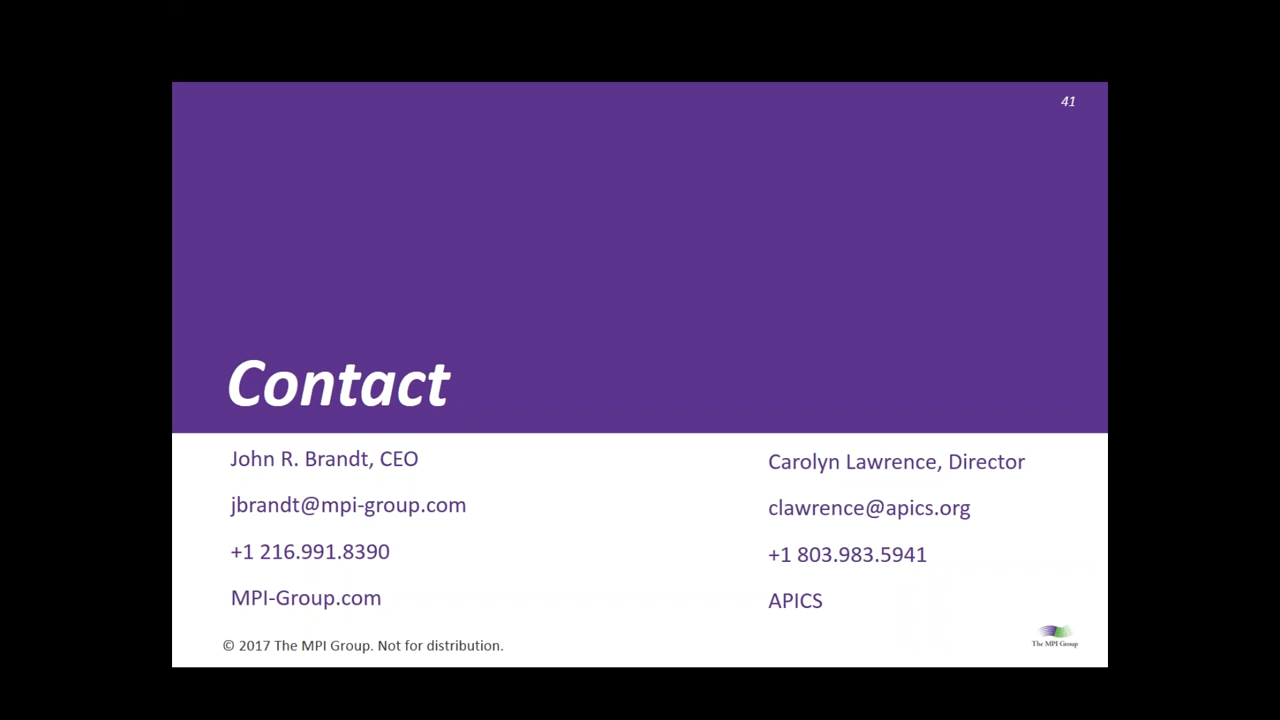 41
Contact
John R. Brandt, CEO
jbrandt@mpi-group.com
+1 216.991.8390
MPI-Group.com
Carolyn Lawrence, Director
clawrence@apics.org
+1 803.983.5941
APICS
© 2017 The MPI Group. Not for distribution.
The MPI Group